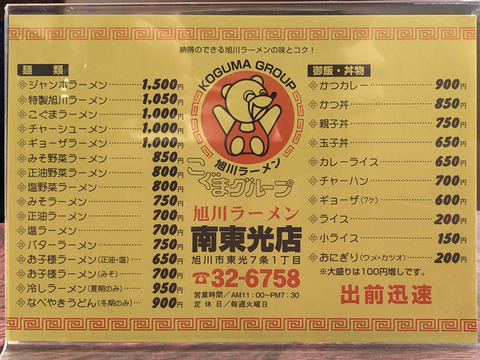 納得のできる旭川ラーメンの味とコク！
麺類
※ジャンボラーメン 1,500円
※特製旭川ラーメン 1,050円
※こぐまラーメン 1,000円
※チャーシューメン 1,000円
※ギョーザラーメン 1,000円
※みそ野菜ラーメン 850円
※正油野菜ラーメン 800円
※塩野菜ラーメン 800円
※みそラーメン 750円
※正油ラーメン 700円
※塩ラーメン 700円
※バターラーメン 750円
※お子様ラーメン(正油・塩) 650円
※お子様ラーメン(みそ) 700円
※冷しラーメン(夏期のみ) 950円
※なべやきうどん(冬期のみ) 900円
KOGUMA GROUP
旭川ラーメン
こぐまグループ
旭川ラーメン
南東光店
旭川市東光7条1丁目
☎32-6758
営業時間／AM11：00～PM7：30
定休日／毎週火曜日
御飯・丼物
※かつカレー 900円
※かつ丼 850円
※親子丼 750円
※玉子丼 650円
※カレーライス 650円
※チャーハン 700円
※ギョーザ(7ケ) 600円
※ライス 200円
※小ライス 150円
※おにぎり(ウメ・カツオ) 200円
※大盛りは100円増しです。
出前迅速